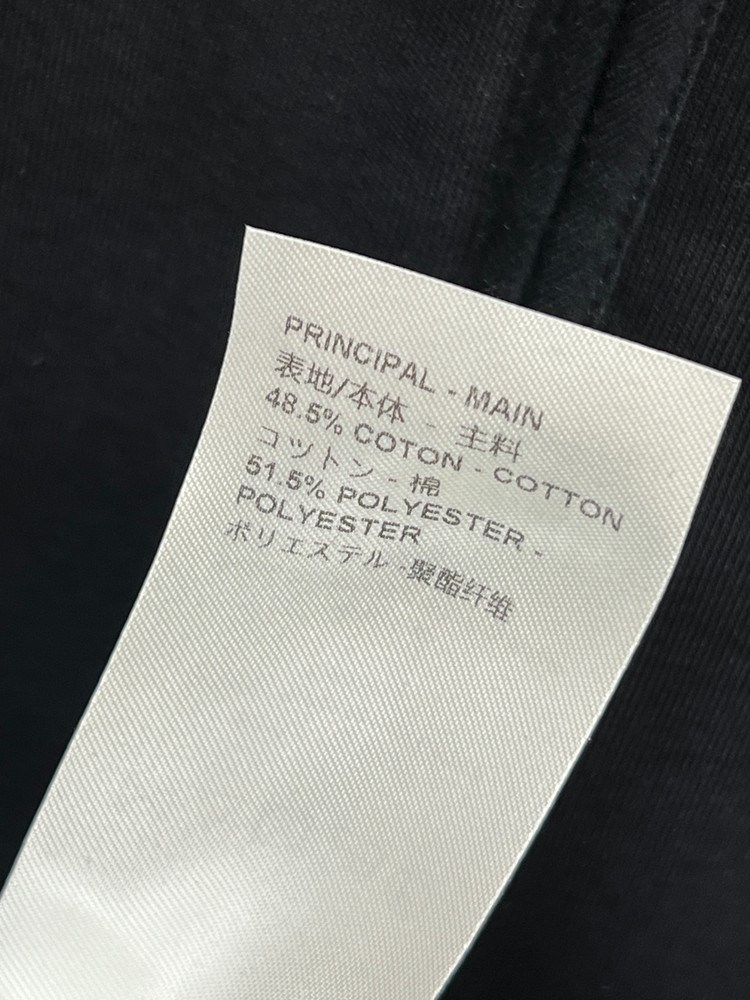 PRINCIPAL - MAIN
表地/本体 - 主料
48.5% COTON - COTTON
コットン - 棉
51.5% POLYESTER -
POLYESTER
ポリエステル - 聚酯纤维